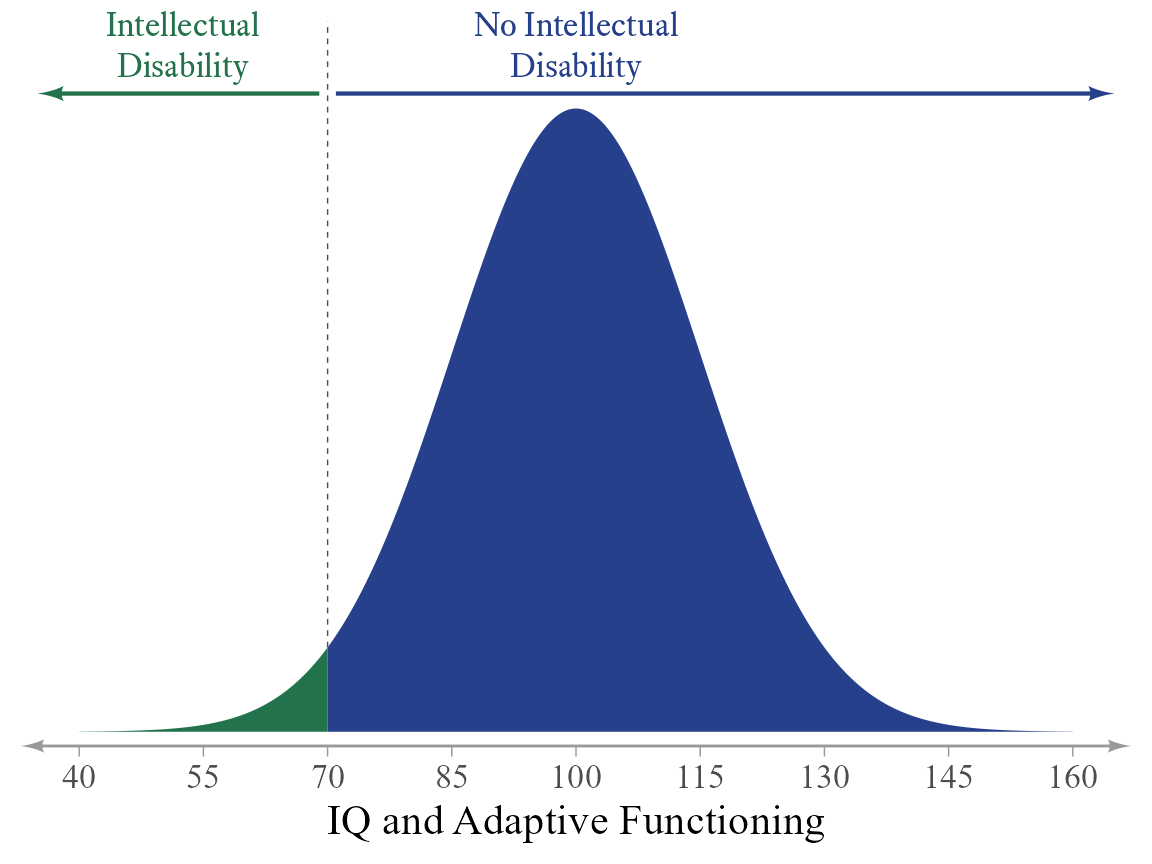 Intellectual
Disability
No Intellectual
Disability
40 55 70 85 100 115 130 145 160
IQ and Adaptive Functioning